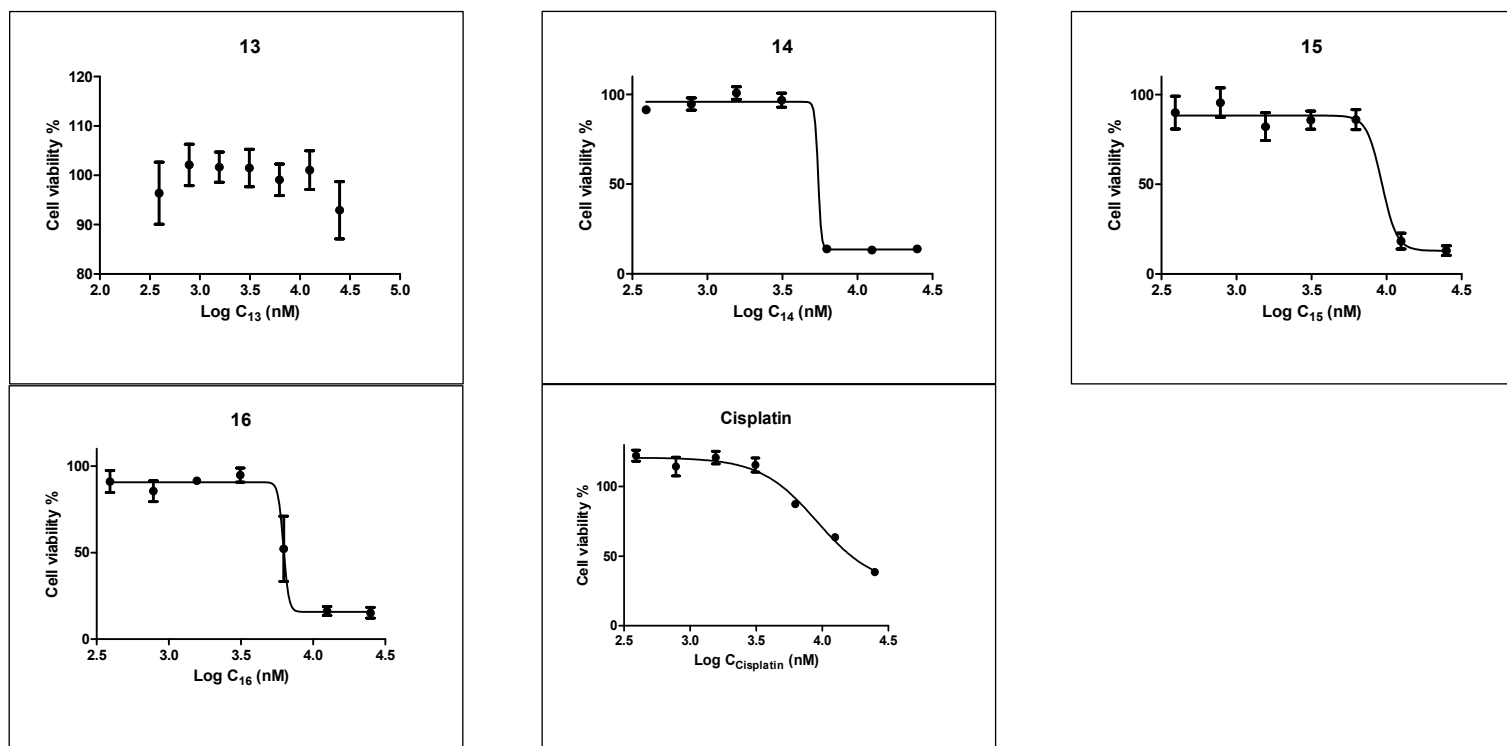 13
120
110
100
90
80
Cell viability %
2.0 2.5 3.0 3.5 4.0 4.5 5.0
Log C13 (nM)
14
100
50
0
Cell viability %
2.5 3.0 3.5 4.0 4.5
Log C14 (nM)
15
100
50
0
Cell viability %
2.5 3.0 3.5 4.0 4.5
Log C15 (nM)
16
100
50
0
Cell viability %
2.5 3.0 3.5 4.0 4.5
Log C16 (nM)
Cisplatin
100
50
0
Cell viability %
2.5 3.0 3.5 4.0 4.5
Log CCisplatin (nM)